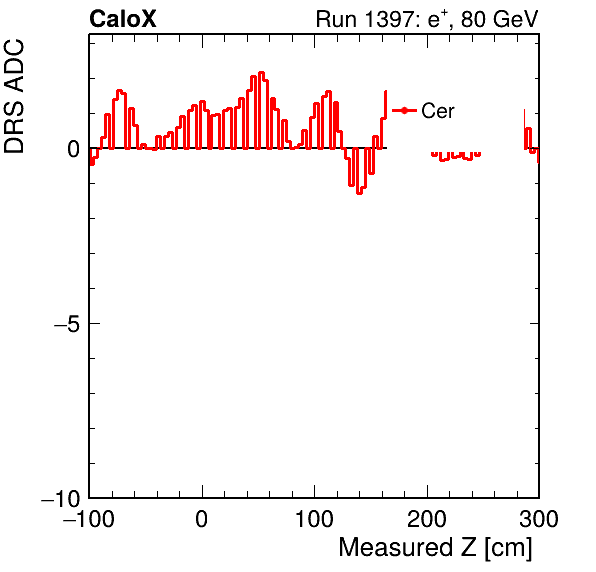 CaloX Run 1397: e⁺, 80 GeV
DRS ADC
Cer
0
−5
−10
−100 0 100 200 300
Measured Z [cm]